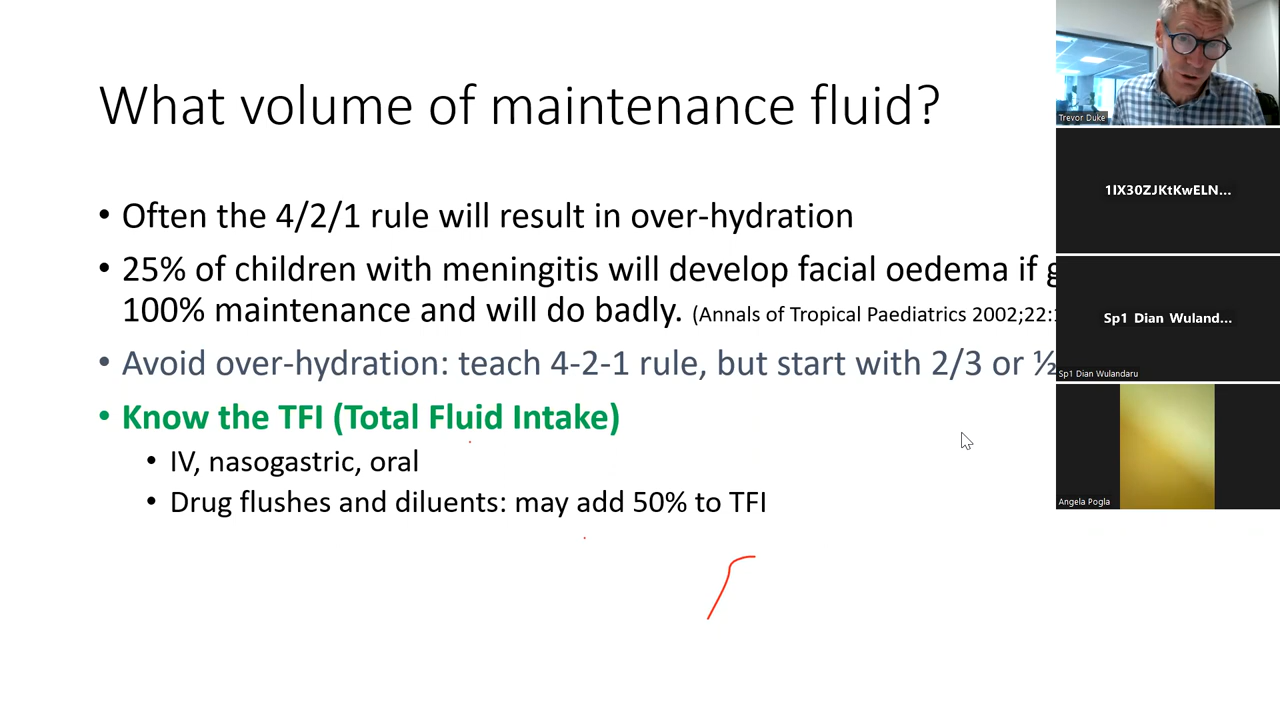 What volume of maintenance fluid?
• Often the 4/2/1 rule will result in over-hydration
• 25% of children with meningitis will develop facial oedema if
100% maintenance and will do badly. (Annals of Tropical Paediatrics 2002;22:
• Avoid over-hydration: teach 4-2-1 rule, but start with 2/3 or ½
• Know the TFI (Total Fluid Intake)
• IV, nasogastric, oral
• Drug flushes and diluents: may add 50% to TFI
Trevor Duke
1IX30ZJKtKwELN...
Sp1 Dian Wuland...
Sp1 Dian Wulandaru
Angela Pogla